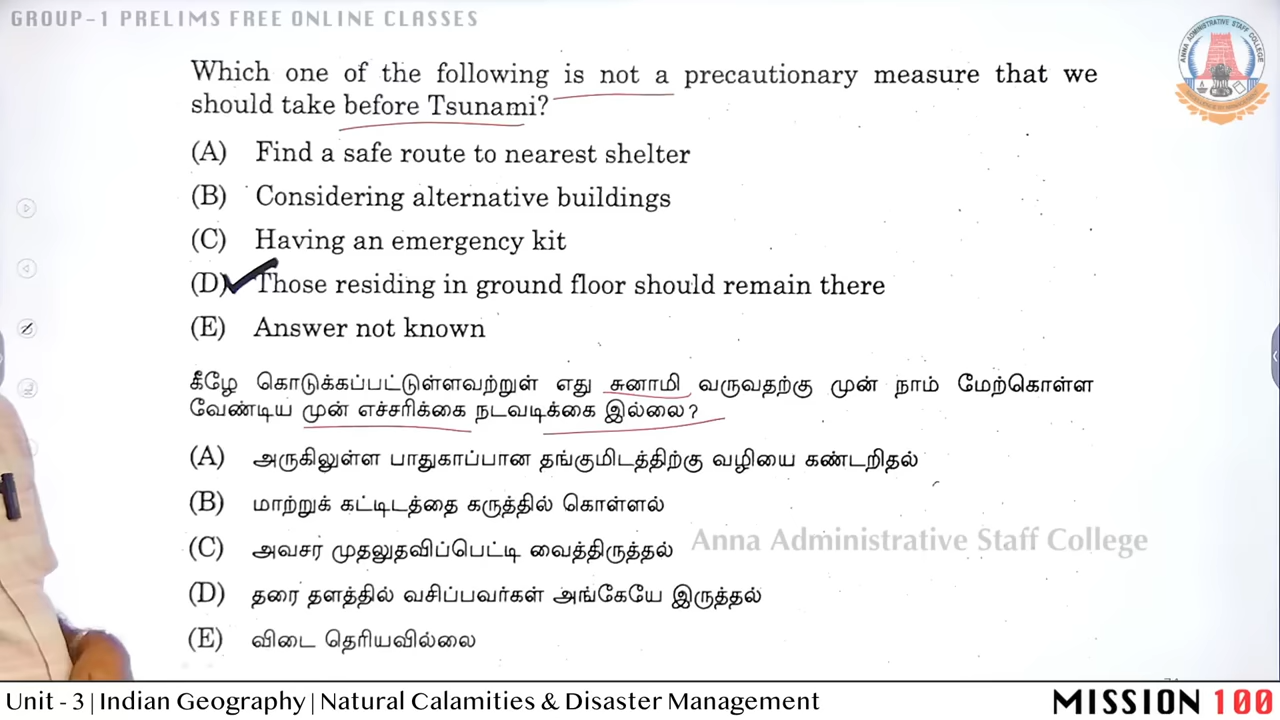 GROUP-1 PRELIMS FREE ONLINE CLASSES
ANNA ADMINISTRATIVE STAFF COLLEGE
Which one of the following is not a precautionary measure that we
should take before Tsunami?
(A) Find a safe route to nearest shelter
(B) Considering alternative buildings
(C) Having an emergency kit
(D) Those residing in ground floor should remain there
(E) Answer not known
கீழே கொடுக்கப்பட்டுள்ளவற்றுள் எது சுனாமி வருவதற்கு முன் நாம் மேற்கொள்ள
வேண்டிய முன் எச்சரிக்கை நடவடிக்கை இல்லை?
(A) அருகிலுள்ள பாதுகாப்பான தங்குமிடத்திற்கு வழியை கண்டறிதல்
(B) மாற்றுக் கட்டிடத்தை கருத்தில் கொள்ளல்
(C) அவசர முதலுதவிப்பெட்டி வைத்திருத்தல்
Anna Administrative Staff College
(D) தரை தளத்தில் வசிப்பவர்கள் அங்கேயே இருத்தல்
(E) விடை தெரியவில்லை
Unit - 3 | Indian Geography | Natural Calamities & Disaster Management
MISSION 100